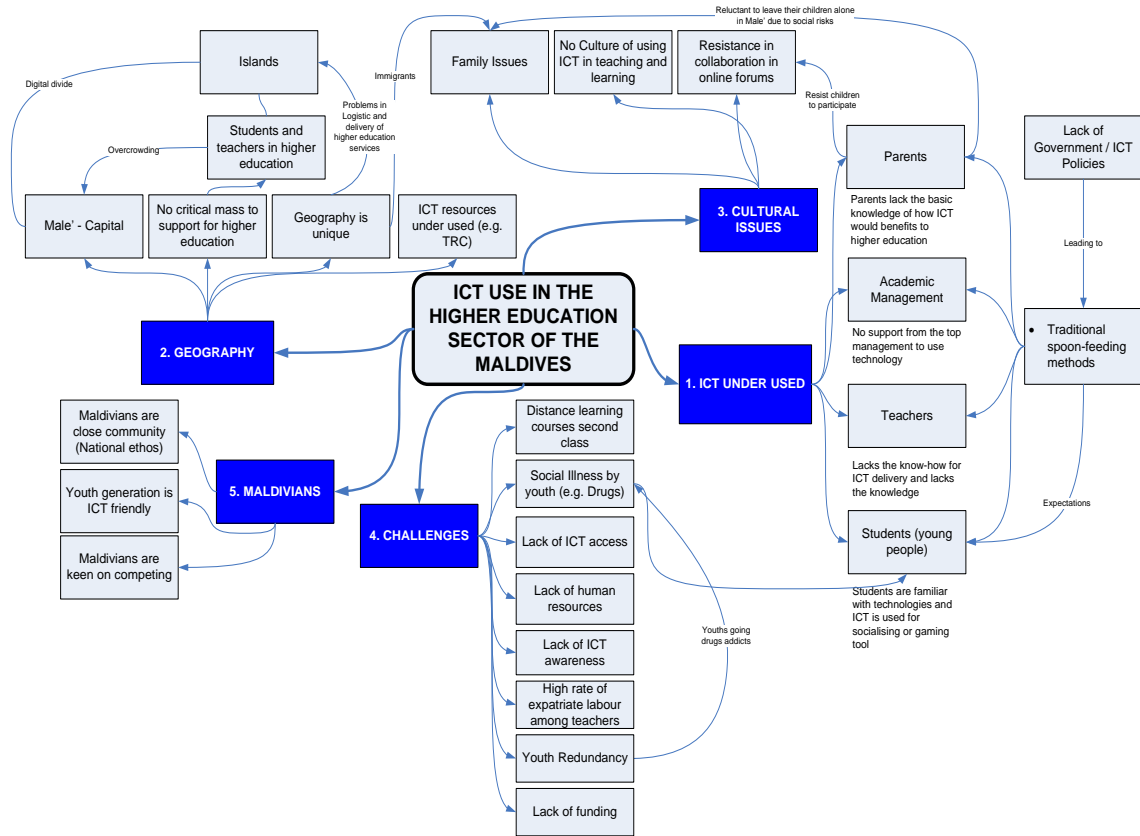 Reluctant to leave their children alone
in Male' due to social risks
Islands
Family Issues
No Culture of using
ICT in teaching and
learning
Resistance in
collaboration in
online forums
Digital divide
Immigrants
Problems in
Logistic and
delivery of
higher education
services
Resist children
to participate
Students and
teachers in higher
education
Overcrowding
Parents
Lack of
Government / ICT
Policies
Male' - Capital
No critical mass to
support for higher
education
Geography is
unique
ICT resources
under used (e.g.
TRC)
3. CULTURAL
ISSUES
Parents lack the basic
knowledge of how ICT
would benefits to
higher education
Leading to
ICT USE IN THE
HIGHER EDUCATION
SECTOR OF THE
MALDIVES
Academic
Management
No support from the top
management to use
technology
• Traditional
spoon-feeding
methods
2. GEOGRAPHY
1. ICT UNDER USED
Teachers
Lacks the know-how for
ICT delivery and lacks
the knowledge
Expectations
Maldivians are
close community
(National ethos)
Youth generation is
ICT friendly
Maldivians are
keen on competing
5. MALDIVIANS
4. CHALLENGES
Distance learning
courses second
class
Social Illness by
youth (e.g. Drugs)
Lack of ICT access
Lack of human
resources
Lack of ICT
awareness
High rate of
expatriate labour
among teachers
Youth Redundancy
Lack of funding
Youths going
drugs addicts
Students (young
people)
Students are familiar
with technologies and
ICT is used for
socialising or gaming
tool